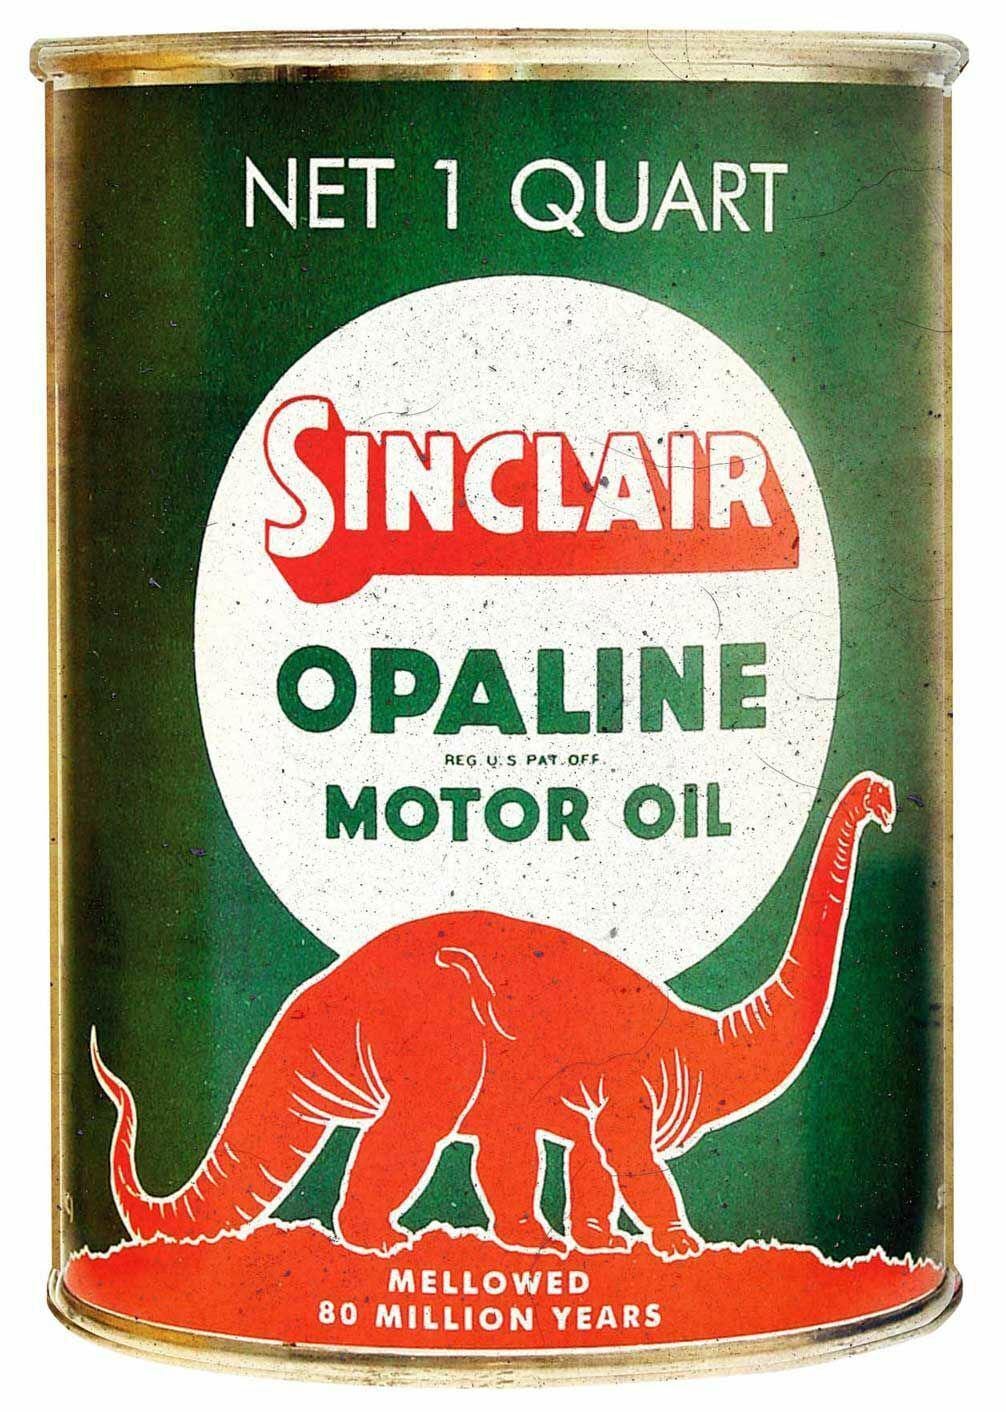 NET 1 QUART
SINCLAIR
OPALINE
REG. U.S. PAT. OFF.
MOTOR OIL
MELLOWED
80 MILLION YEARS